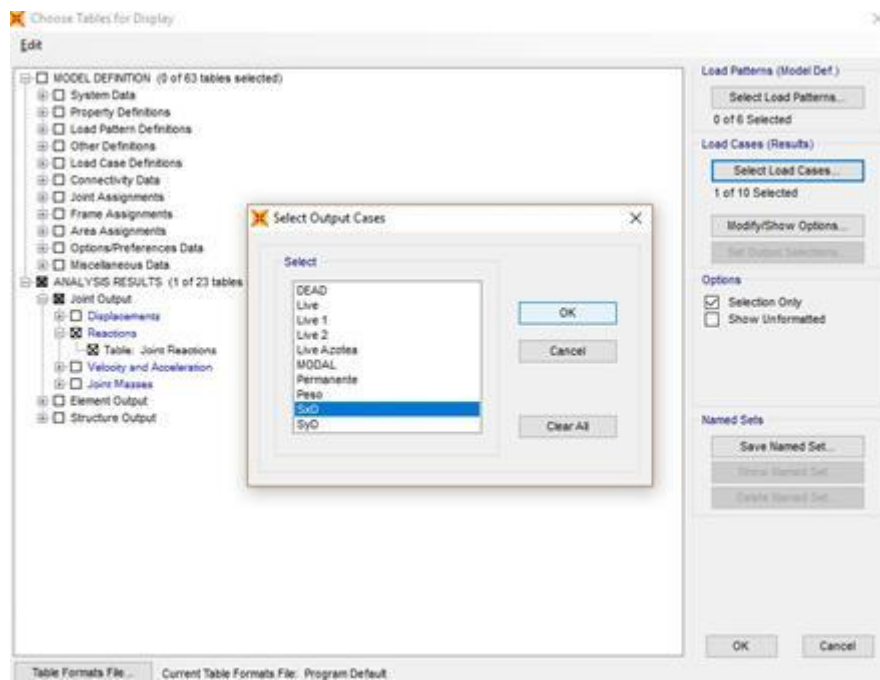 Choose Tables for Display
Edit
MODEL DEFINITION (0 of 63 tables selected)
System Data
Property Definitions
Load Pattern Definitions
Other Definitions
Load Case Definitions
Connectivity Data
Joint Assignments
Frame Assignments
Area Assignments
Options/Preferences Data
Miscellaneous Data
ANALYSIS RESULTS (1 of 23 tables
Joint Output
Displacements
Reactions
Table: Joint Reactions
Velocity and Acceleration
Joint Masses
Element Output
Structure Output
Select Output Cases
Select
DEAD
Live
Live 1
Live 2
Live Azotea
MODAL
Permanente
Peso
SxD
SyD
OK
Cancel
Clear All
Load Patterns (Model Def.)
Select Load Patterns...
0 of 6 Selected
Load Cases (Results)
Select Load Cases...
1 of 10 Selected
Modify/Show Options...
Set Output Selections...
Options
Selection Only
Show Unformatted
Named Sets
Save Named Set...
Show Named Set...
Delete Named Set...
OK Cancel
Table Formats File... Current Table Formats File: Program Default